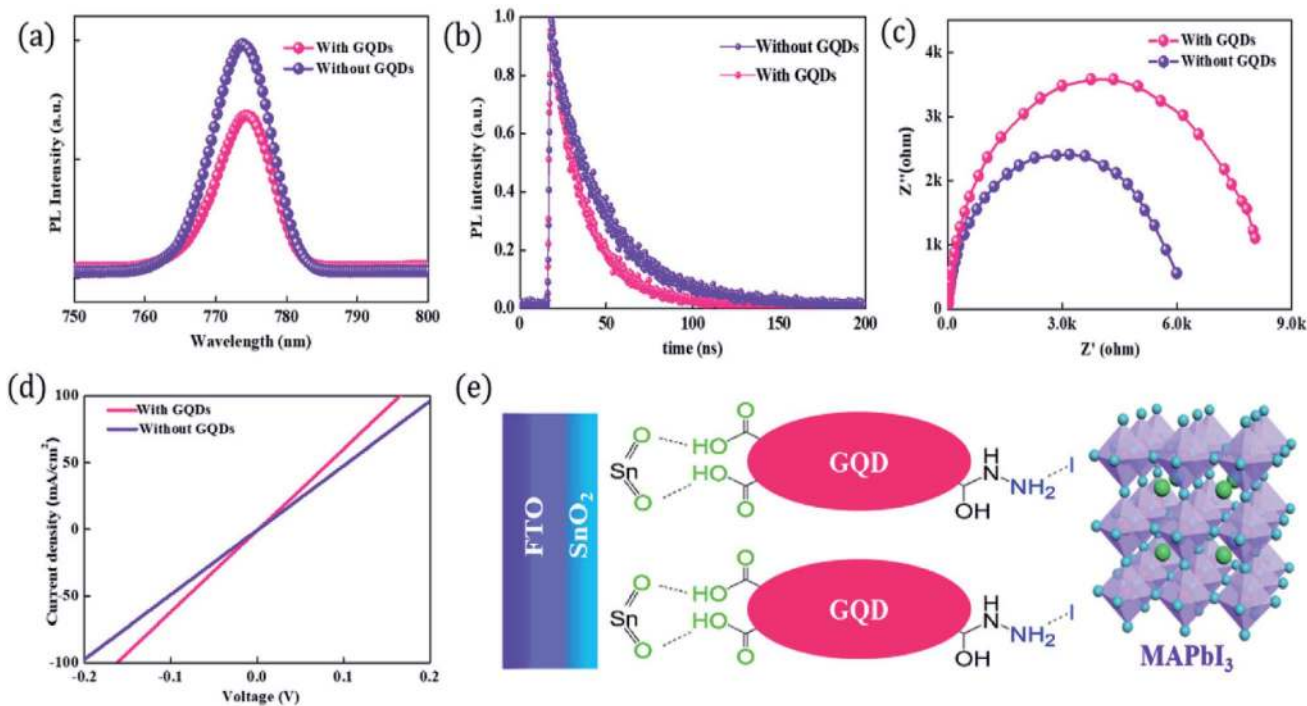 (a)
With GQDs
Without GQDs
PL Intensity (a.u.)
750 760 770 780 790 800
Wavelength (nm)
(b)
Without GQDs
With GQDs
PL intensity (a.u.)
1.0
0.8
0.6
0.4
0.2
0.0
0 50 100 150 200
time (ns)
(c)
With GQDs
Without GQDs
Z''(ohm)
4k
3k
2k
1k
0
0.0 3.0k 6.0k 9.0k
Z' (ohm)
(d)
With GQDs
Without GQDs
Current density (mA/cm²)
100
50
0
-50
-100
-0.2 -0.1 0.0 0.1 0.2
Voltage (V)
(e)
FTO
SnO₂
O
Sn
O
O
HO
HO
O
GQD
H
N
NH₂
I
OH
O
Sn
O
O
HO
HO
O
GQD
H
N
NH₂
I
OH
MAPbI₃